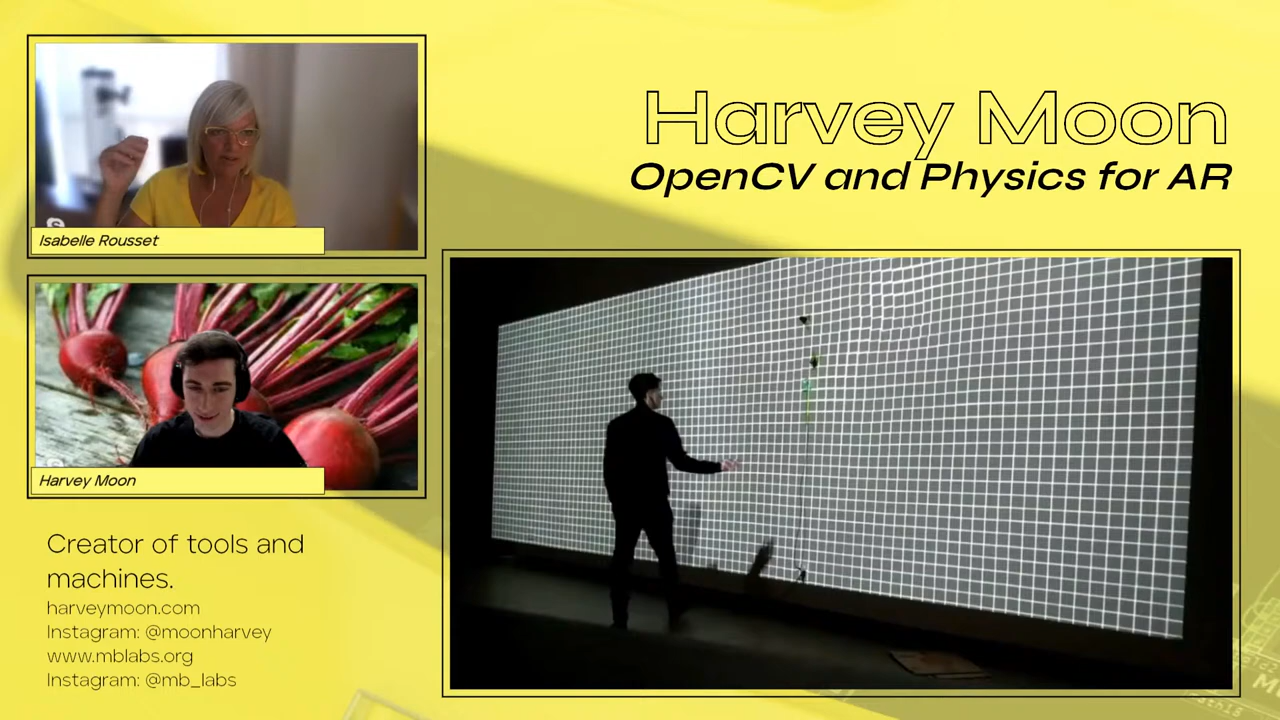 Harvey Moon
OpenCV and Physics for AR
Isabelle Rousset
Harvey Moon
Creator of tools and
machines.
harveymoon.com
Instagram: @moonharvey
www.mblabs.org
Instagram: @mb_labs